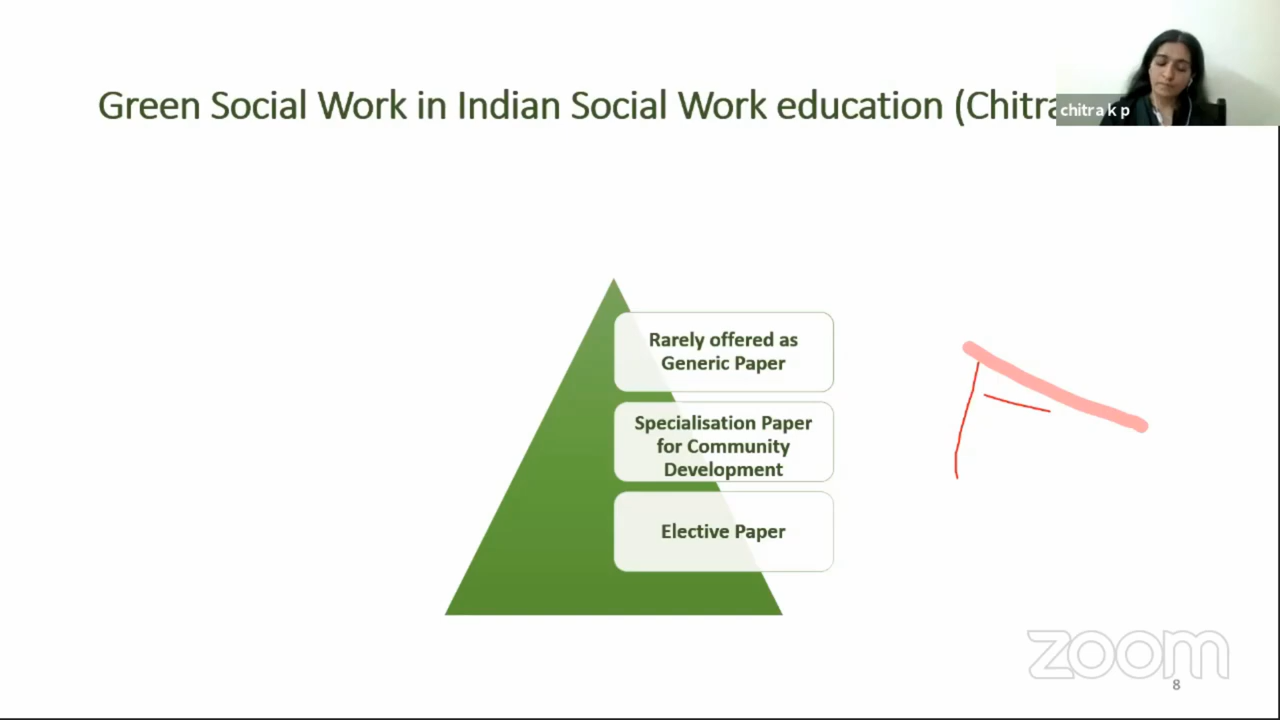 Green Social Work in Indian Social Work education (Chitra
chitra k p
Rarely offered as
Generic Paper
Specialisation Paper
for Community
Development
Elective Paper
zoom
8